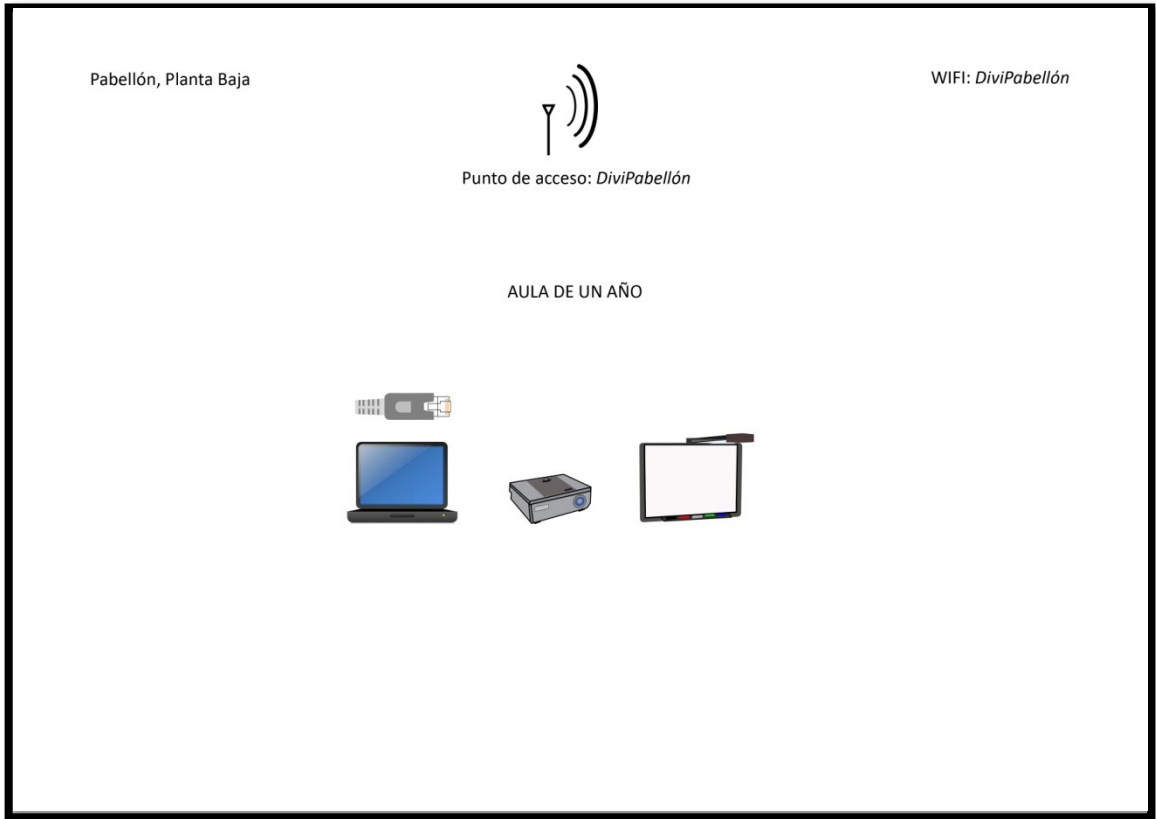 Pabellón, Planta Baja
WIFI: DiviPabellón
Punto de acceso: DiviPabellón
AULA DE UN AÑO